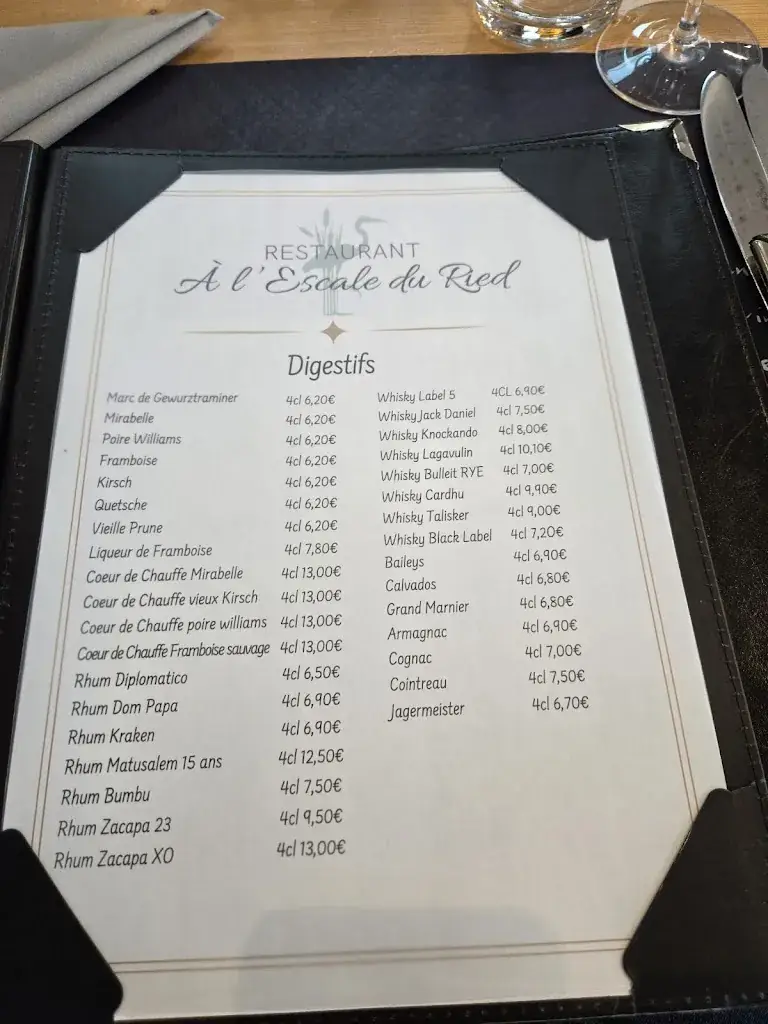 RESTAURANT
À l'Escale du Ried
Digestifs
Marc de Gewurztraminer 4cl 6,20€
Mirabelle 4cl 6,20€
Poire Williams 4cl 6,20€
Framboise 4cl 6,20€
Kirsch 4cl 6,20€
Quetsche 4cl 6,20€
Vieille Prune 4cl 6,20€
Liqueur de Framboise 4cl 7,80€
Coeur de Chauffe Mirabelle 4cl 13,00€
Coeur de Chauffe vieux Kirsch 4cl 13,00€
Coeur de Chauffe poire williams 4cl 13,00€
Coeur de Chauffe Framboise sauvage 4cl 13,00€
Rhum Diplomatico 4cl 6,50€
Rhum Dom Papa 4cl 6,90€
Rhum Kraken 4cl 6,90€
Rhum Matusalem 15 ans 4cl 12,50€
Rhum Bumbu 4cl 7,50€
Rhum Zacapa 23 4cl 9,50€
Rhum Zacapa XO 4cl 13,00€
Whisky Label 5 4CL 6,90€
Whisky Jack Daniel 4cl 7,50€
Whisky Knockando 4cl 8,00€
Whisky Lagavulin 4cl 10,10€
Whisky Bulleit RYE 4cl 7,00€
Whisky Cardhu 4cl 9,90€
Whisky Talisker 4cl 9,00€
Whisky Black Label 4cl 7,20€
Baileys 4cl 6,90€
Calvados 4cl 6,80€
Grand Marnier 4cl 6,80€
Armagnac 4cl 6,90€
Cognac 4cl 7,00€
Cointreau 4cl 7,50€
Jagermeister 4cl 6,70€